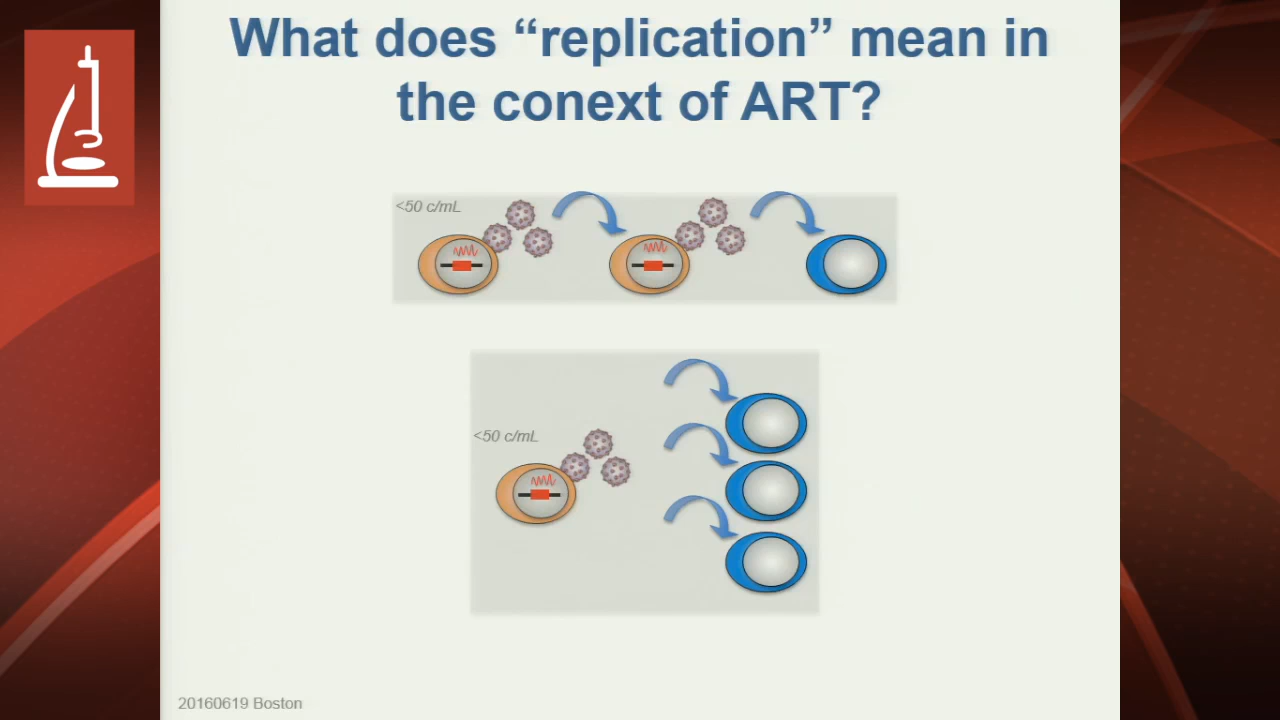 What does “replication” mean in
the conext of ART?
<50 c/mL
<50 c/mL
20160619 Boston